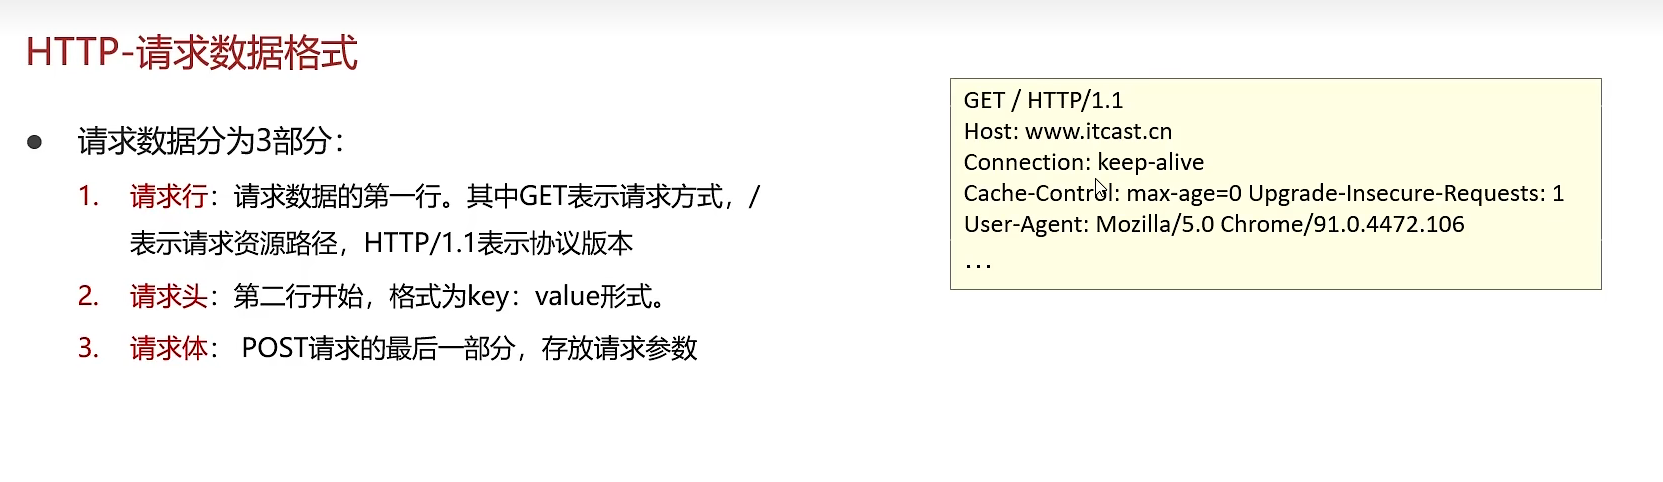 HTTP-请求数据格式
● 请求数据分为3部分：
1. 请求行：请求数据的第一行。其中GET表示请求方式，/
表示请求资源路径，HTTP/1.1表示协议版本
2. 请求头：第二行开始，格式为key：value形式。
3. 请求体： POST请求的最后一部分，存放请求参数
GET / HTTP/1.1
Host: www.itcast.cn
Connection: keep-alive
Cache-Control: max-age=0 Upgrade-Insecure-Requests: 1
User-Agent: Mozilla/5.0 Chrome/91.0.4472.106
...